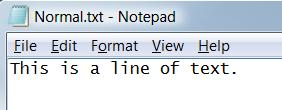 Normal.txt - Notepad
File Edit Format View Help
This is a line of text.